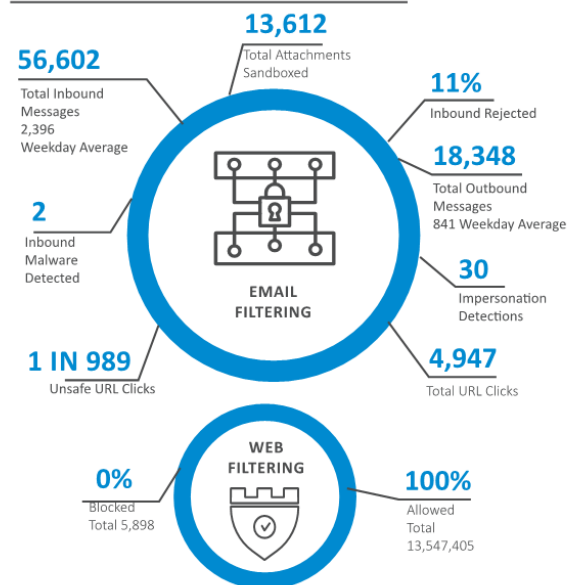 13,612
Total Attachments
Sandboxed
56,602
Total Inbound
Messages
2,396
Weekday Average
11%
Inbound Rejected
18,348
Total Outbound
Messages
841 Weekday Average
2
Inbound
Malware
Detected
EMAIL
FILTERING
30
Impersonation
Detections
1 IN 989
Unsafe URL Clicks
4,947
Total URL Clicks
WEB
FILTERING
0%
Blocked
Total 5,898
100%
Allowed
Total
13,547,405